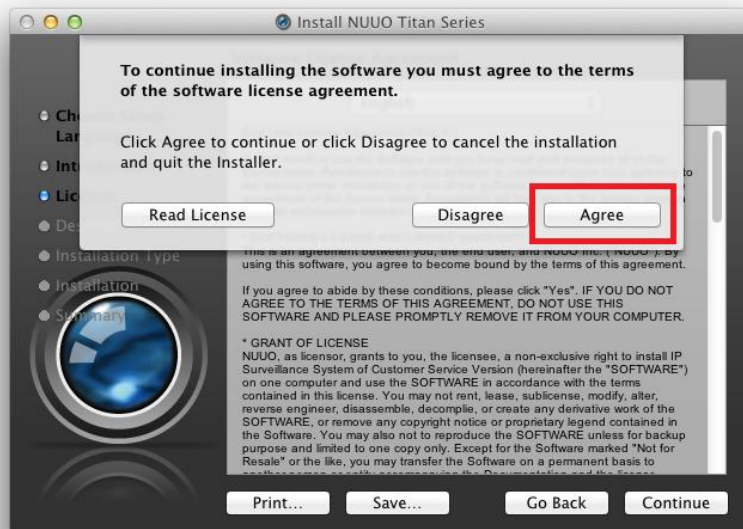 Install NUUO Titan Series
To continue installing the software you must agree to the terms
of the software license agreement.
Click Agree to continue or click Disagree to cancel the installation
and quit the Installer.
Read License
Disagree
Agree
English
Installation Type
Installation
Summary
This is an agreement between you, the end user, and NUUO Inc. ("NUUO"). By
using this software, you agree to become bound by the terms of this agreement.
If you agree to abide by these conditions, please click "Yes". IF YOU DO NOT
AGREE TO THE TERMS OF THIS AGREEMENT, DO NOT USE THIS
SOFTWARE AND PLEASE PROMPTLY REMOVE IT FROM YOUR COMPUTER.
* GRANT OF LICENSE
NUUO, as licensor, grants to you, the licensee, a non-exclusive right to install IP
Surveillance System of Customer Service Version (hereinafter the "SOFTWARE")
on one computer and use the SOFTWARE in accordance with the terms
contained in this license. You may not rent, lease, sublicense, modify, alter,
reverse engineer, disassemble, decomplie, or create any derivative work of the
SOFTWARE, or remove any copyright notice or proprietary legend contained in
the Software. You may also not to reproduce the SOFTWARE unless for backup
purpose and limited to one copy only. Except for the Software marked "Not for
Resale" or the like, you may transfer the Software on a permanent basis to
Print...
Save...
Go Back
Continue